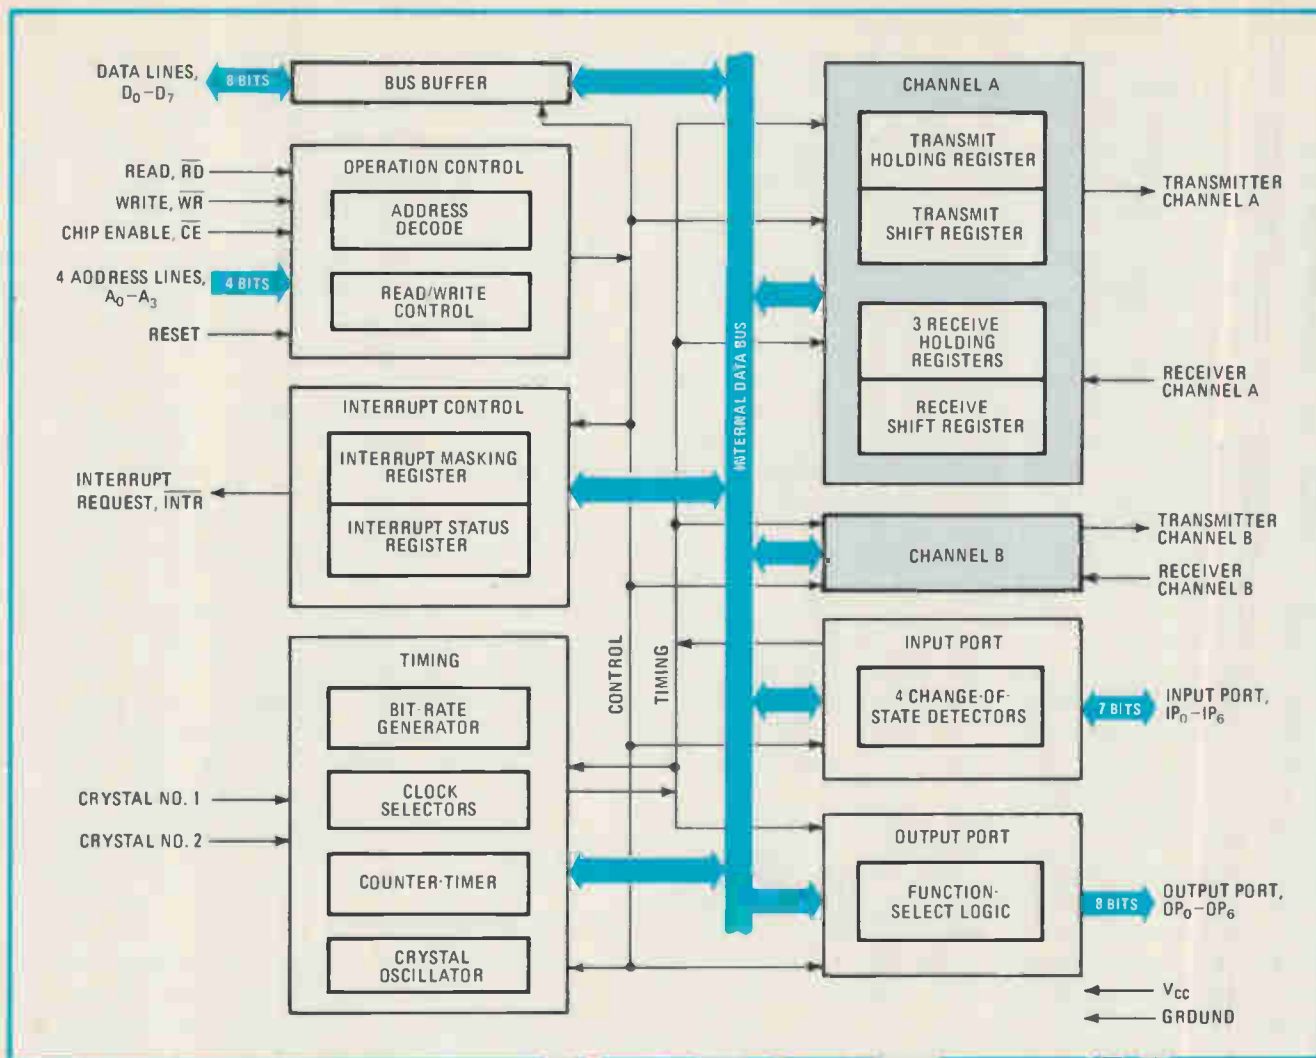 DATA LINES,
D₀–D₇
8 BITS
BUS BUFFER
READ, R̅D̅
WRITE, W̅R̅
CHIP ENABLE, C̅E̅
4 ADDRESS LINES,
A₀–A₃
4 BITS
RESET
OPERATION CONTROL
ADDRESS
DECODE
READ/WRITE
CONTROL
INTERRUPT
REQUEST, I̅N̅T̅R̅
INTERRUPT CONTROL
INTERRUPT MASKING
REGISTER
INTERRUPT STATUS
REGISTER
CRYSTAL NO. 1
CRYSTAL NO. 2
TIMING
BIT-RATE
GENERATOR
CLOCK
SELECTORS
COUNTER-TIMER
CRYSTAL
OSCILLATOR
CONTROL
TIMING
INTERNAL DATA BUS
CHANNEL A
TRANSMIT
HOLDING REGISTER
TRANSMIT
SHIFT REGISTER
3 RECEIVE
HOLDING
REGISTERS
RECEIVE
SHIFT REGISTER
TRANSMITTER
CHANNEL A
RECEIVER
CHANNEL A
CHANNEL B
TRANSMITTER
CHANNEL B
RECEIVER
CHANNEL B
INPUT PORT
4 CHANGE-OF-
STATE DETECTORS
7 BITS
INPUT PORT,
IP₀–IP₆
OUTPUT PORT
FUNCTION-
SELECT LOGIC
8 BITS
OUTPUT PORT,
OP₀–OP₆
V_CC
GROUND